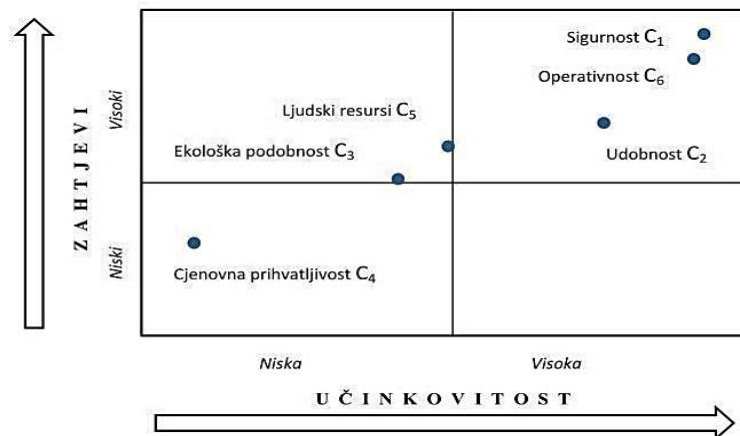 Sigurnost C₁
Operativnost C₆
Ljudski resursi C₅
Ekološka podobnost C₃
Udobnost C₂
Cjenovna prihvatljivost C₄
ZAHTJEVI
Visoki
Niski
Niska
Visoka
UČINKOVITOST